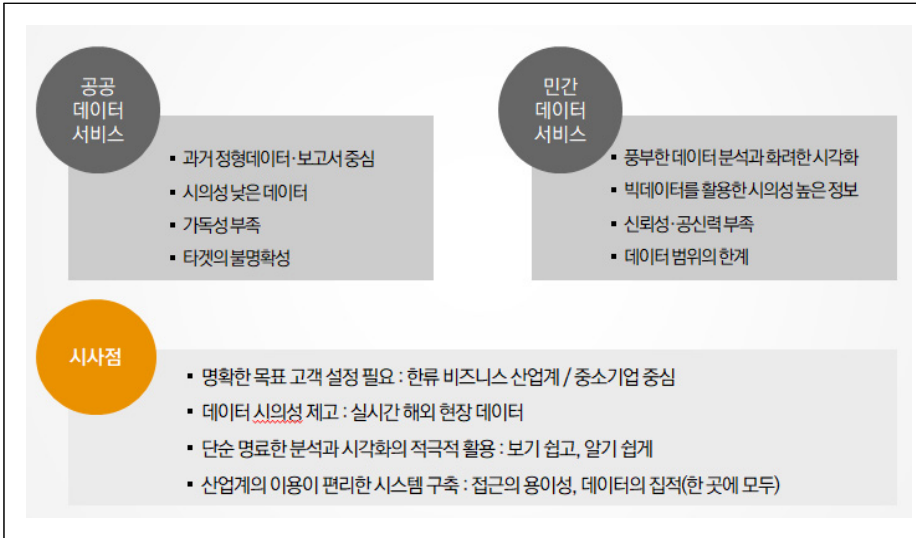 공공
데이터
서비스
▪ 과거 정형데이터·보고서 중심
▪ 시의성 낮은 데이터
▪ 가독성 부족
▪ 타겟의 불명확성
민간
데이터
서비스
▪ 풍부한 데이터 분석과 화려한 시각화
▪ 빅데이터를 활용한 시의성 높은 정보
▪ 신뢰성·공신력 부족
▪ 데이터 범위의 한계
시사점
▪ 명확한 목표 고객 설정 필요 : 한류 비즈니스 산업계 / 중소기업 중심
▪ 데이터 시의성 제고 : 실시간 해외 현장 데이터
▪ 단순 명료한 분석과 시각화의 적극적 활용 : 보기 쉽고, 알기 쉽게
▪ 산업계의 이용이 편리한 시스템 구축 : 접근의 용이성, 데이터의 집적(한 곳에 모두)